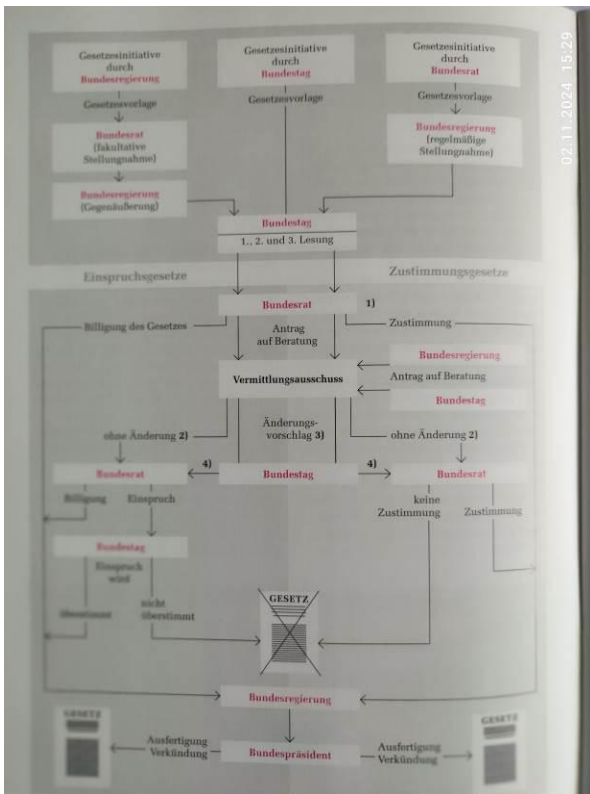 Gesetzesinitiative
durch
Bundesregierung
Gesetzesvorlage
Bundesrat
(fakultative
Stellungnahme)
Bundesregierung
(Gegenäußerung)
Gesetzesinitiative
durch
Bundestag
Gesetzesvorlage
Gesetzesinitiative
durch
Bundesrat
Gesetzesvorlage
Bundesregierung
(regelmäßige
Stellungnahme)
02.11.2024 15:29
Bundestag
1., 2. und 3. Lesung
Einspruchsgesetze
Zustimmungsgesetze
Bundesrat 1)
Billigung des Gesetzes
Antrag
auf Beratung
Zustimmung
Bundesregierung
Antrag auf Beratung
Bundestag
Vermittlungsausschuss
ohne Änderung 2)
Änderungs-
vorschlag 3)
ohne Änderung 2)
Bundesrat
4)
Bundestag
4)
Bundesrat
Billigung
Einspruch
keine
Zustimmung
Zustimmung
Bundestag
Einspruch
wird
überstimmt
nicht
überstimmt
GESETZ
Bundesregierung
GESETZ
Ausfertigung
Verkündung
Bundespräsident
Ausfertigung
Verkündung
GESETZ